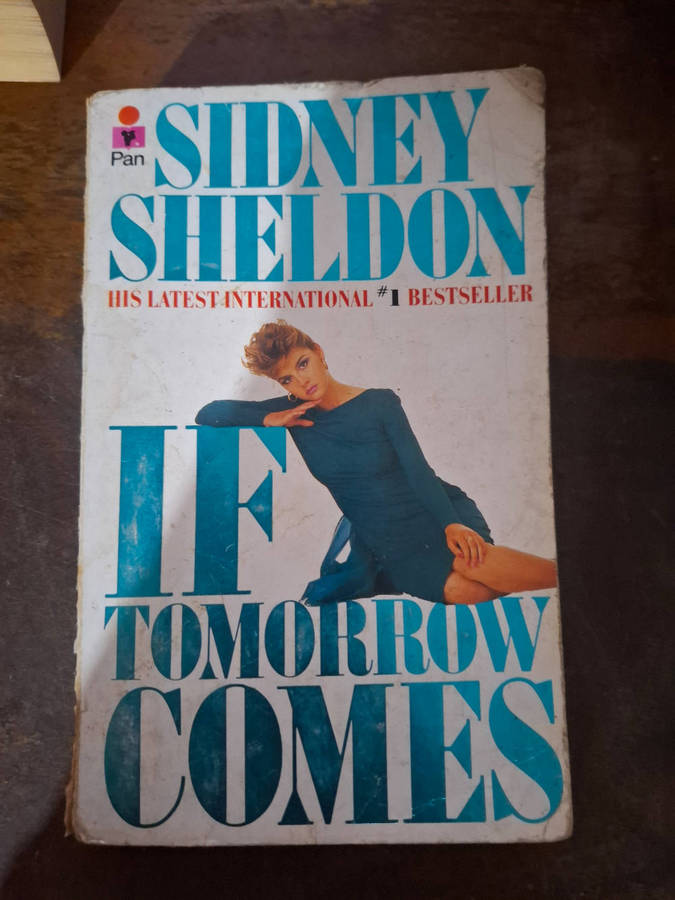 Pan
SIDNEY
SHELDON
HIS LATEST INTERNATIONAL #1 BESTSELLER
IF
TOMORROW
COMES